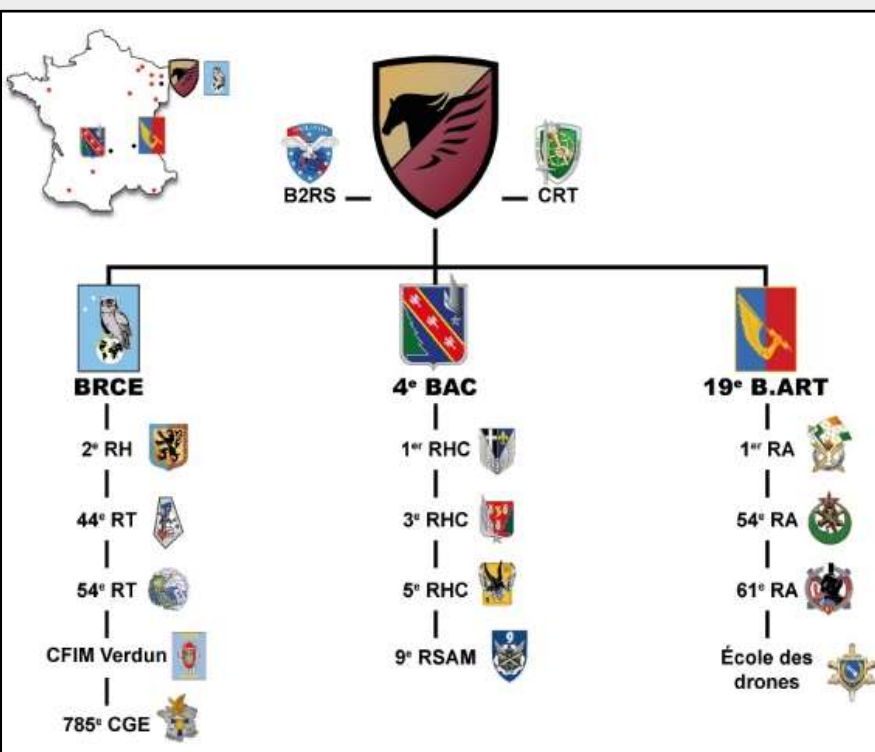 B2RS
CRT
BRCE
4e BAC
19e B.ART
2e RH
1er RHC
1er RA
44e RT
3e RHC
54e RA
54e RT
5e RHC
61e RA
CFIM Verdun
9e RSAM
9
École des
drones
785e CGE